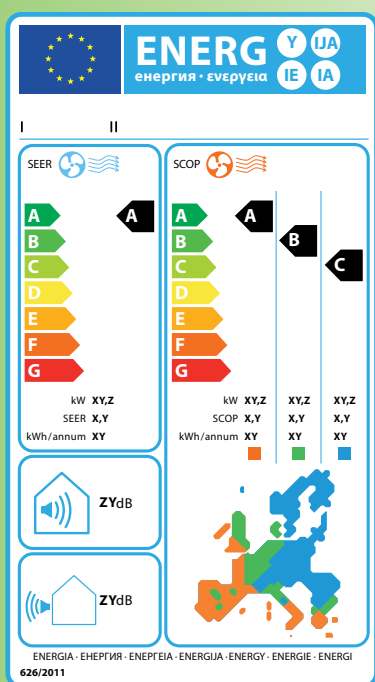 ENERG Y IJA
енергия · ενεργεια IE IA
I II
SEER
A A
B
C
D
E
F
G
kW XY,Z
SEER X,Y
kWh/annum XY
SCOP
A A
B B
C C
D
E
F
G
kW XY,Z XY,Z XY,Z
SCOP X,Y X,Y X,Y
kWh/annum XY XY XY
ZYdB
ZYdB
ENERGIA · ЕНЕРГИЯ · ΕΝΕΡΓΕΙΑ · ENERGIJA · ENERGY · ENERGIE · ENERGI
626/2011